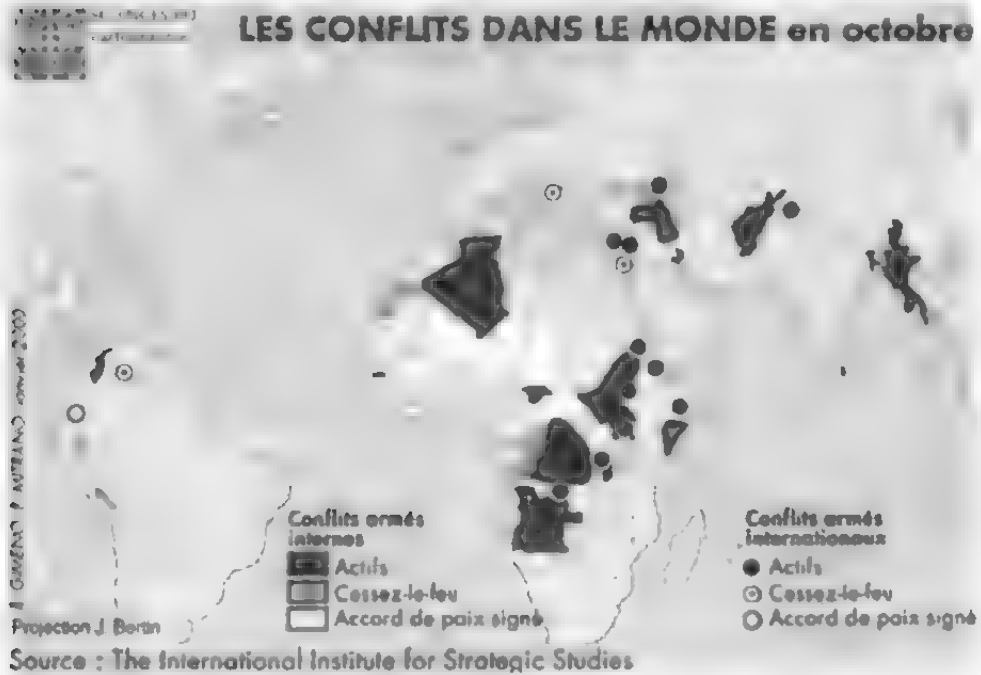 LES CONFLITS DANS LE MONDE en octobre
Conflits armés
internes
Actifs
Cessez-le-feu
Accord de paix signé
Conflits armés
internationaux
Actifs
Cessez-le-feu
Accord de paix signé
Projection J. Bertin
Source : The International Institute for Strategic Studies